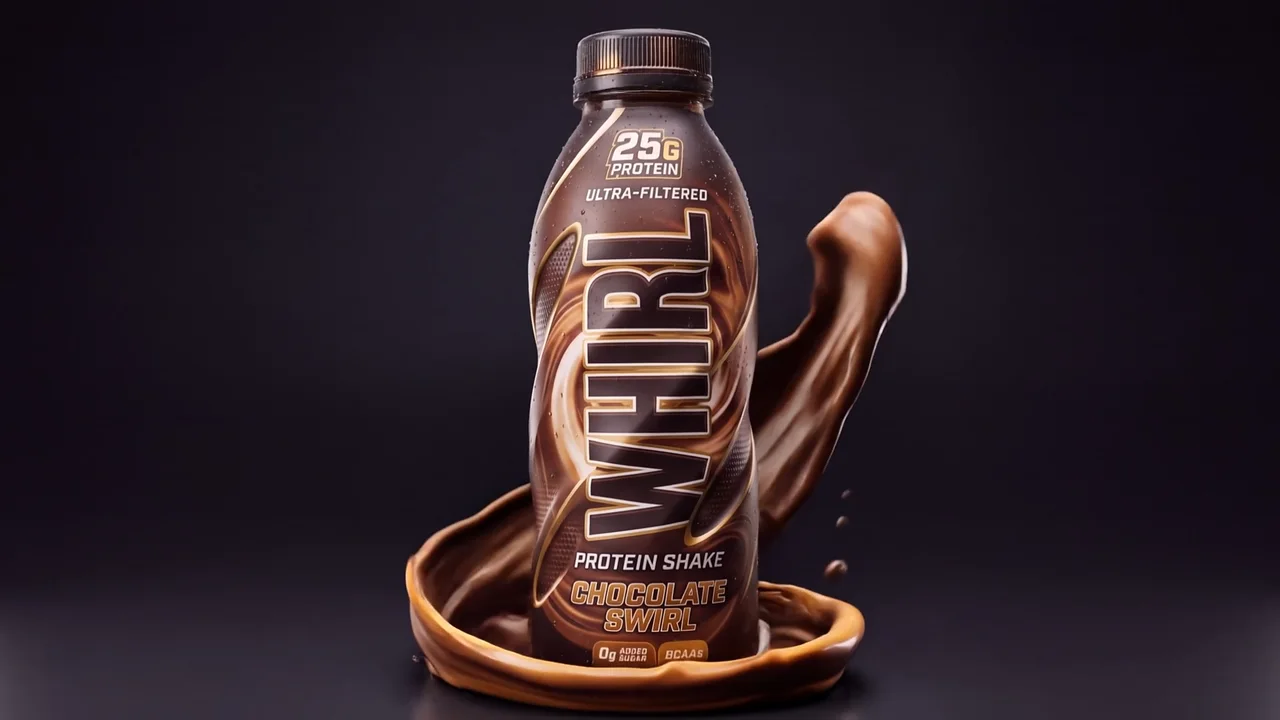 25G
PROTEIN
ULTRA-FILTERED
WHIRL
PROTEIN SHAKE
CHOCOLATE
SWIRL
0g ADDED SUGAR
BCAAs